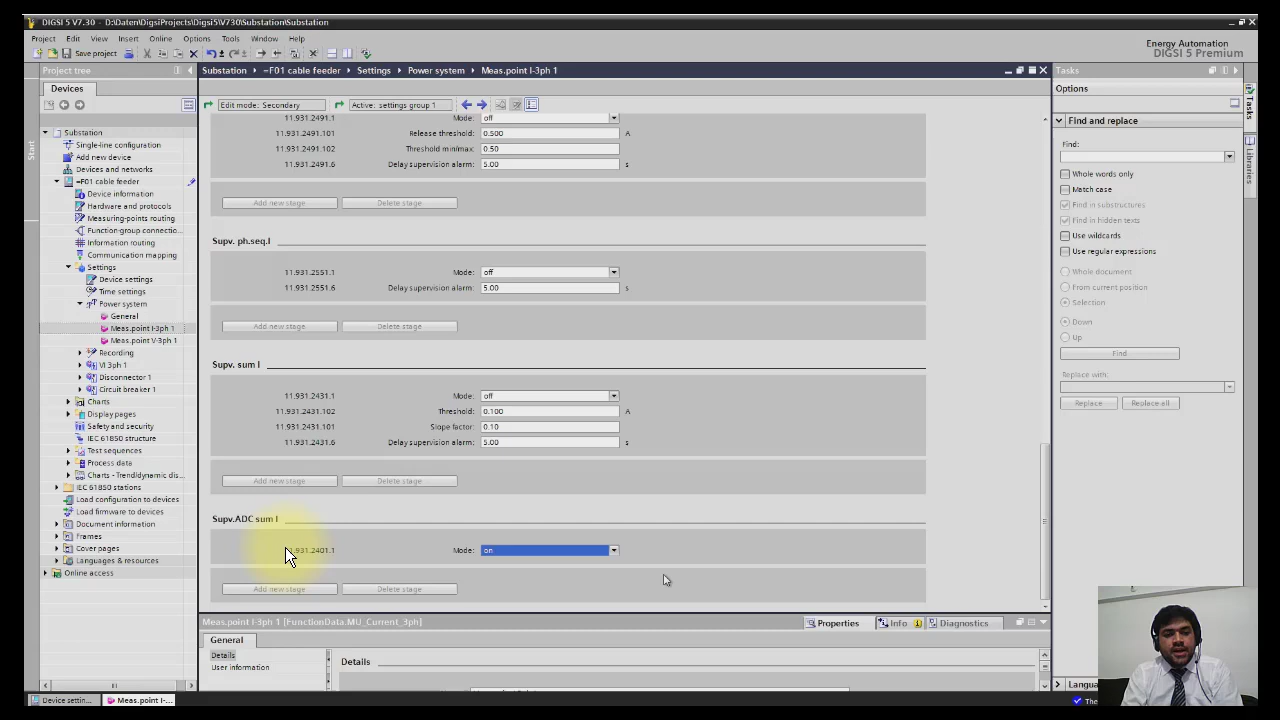 DIGSI 5 V7.30 - D:\Daten\DigsiProjects\Digsi5\V730\Substation\Substation
Project Edit View Insert Online Options Tools Window Help
Save project
Energy Automation
DIGSI 5 Premium
Project tree
Devices
Start
Substation
Single-line configuration
Add new device
Devices and networks
=F01 cable feeder
Device information
Hardware and protocols
Measuring-points routing
Function-group connectio...
Information routing
Communication mapping
Settings
Device settings
Time settings
Power system
General
Meas.point I-3ph 1
Meas.point V-3ph 1
Recording
VI 3ph 1
Disconnector 1
Circuit breaker 1
Charts
Display pages
Safety and security
IEC 61850 structure
Test sequences
Process data
Charts - Trend/dynamic dis...
IEC 61850 stations
Load configuration to devices
Load firmware to devices
Document information
Frames
Cover pages
Languages & resources
Online access
Substation =F01 cable feeder Settings Power system Meas.point I-3ph 1
Edit mode: Secondary Active: settings group 1
11.931.2491.1 Mode: off
11.931.2491.101 Release threshold: 0.500 A
11.931.2491.102 Threshold min/max: 0.50
11.931.2491.6 Delay supervision alarm: 5.00 s
Add new stage Delete stage
Supv. ph.seq.I
11.931.2551.1 Mode: off
11.931.2551.6 Delay supervision alarm: 5.00 s
Add new stage Delete stage
Supv. sum I
11.931.2431.1 Mode: off
11.931.2431.102 Threshold: 0.100 A
11.931.2431.101 Slope factor: 0.10
11.931.2431.6 Delay supervision alarm: 5.00 s
Add new stage Delete stage
Supv.ADC sum I
.931.2401.1 Mode: on
Add new stage Delete stage
Meas.point I-3ph 1 [FunctionData.MU_Current_3ph]
Properties Info Diagnostics
General
Details
User information
Details
Tasks
Options
Find and replace
Find:
Whole words only
Match case
Find in substructures
Find in hidden texts
Use wildcards
Use regular expressions
Whole document
From current position
Selection
Down
Up
Find
Replace with:
Replace Replace all
Langu
Tasks
Libraries
Device settin... Meas.point I-...
The